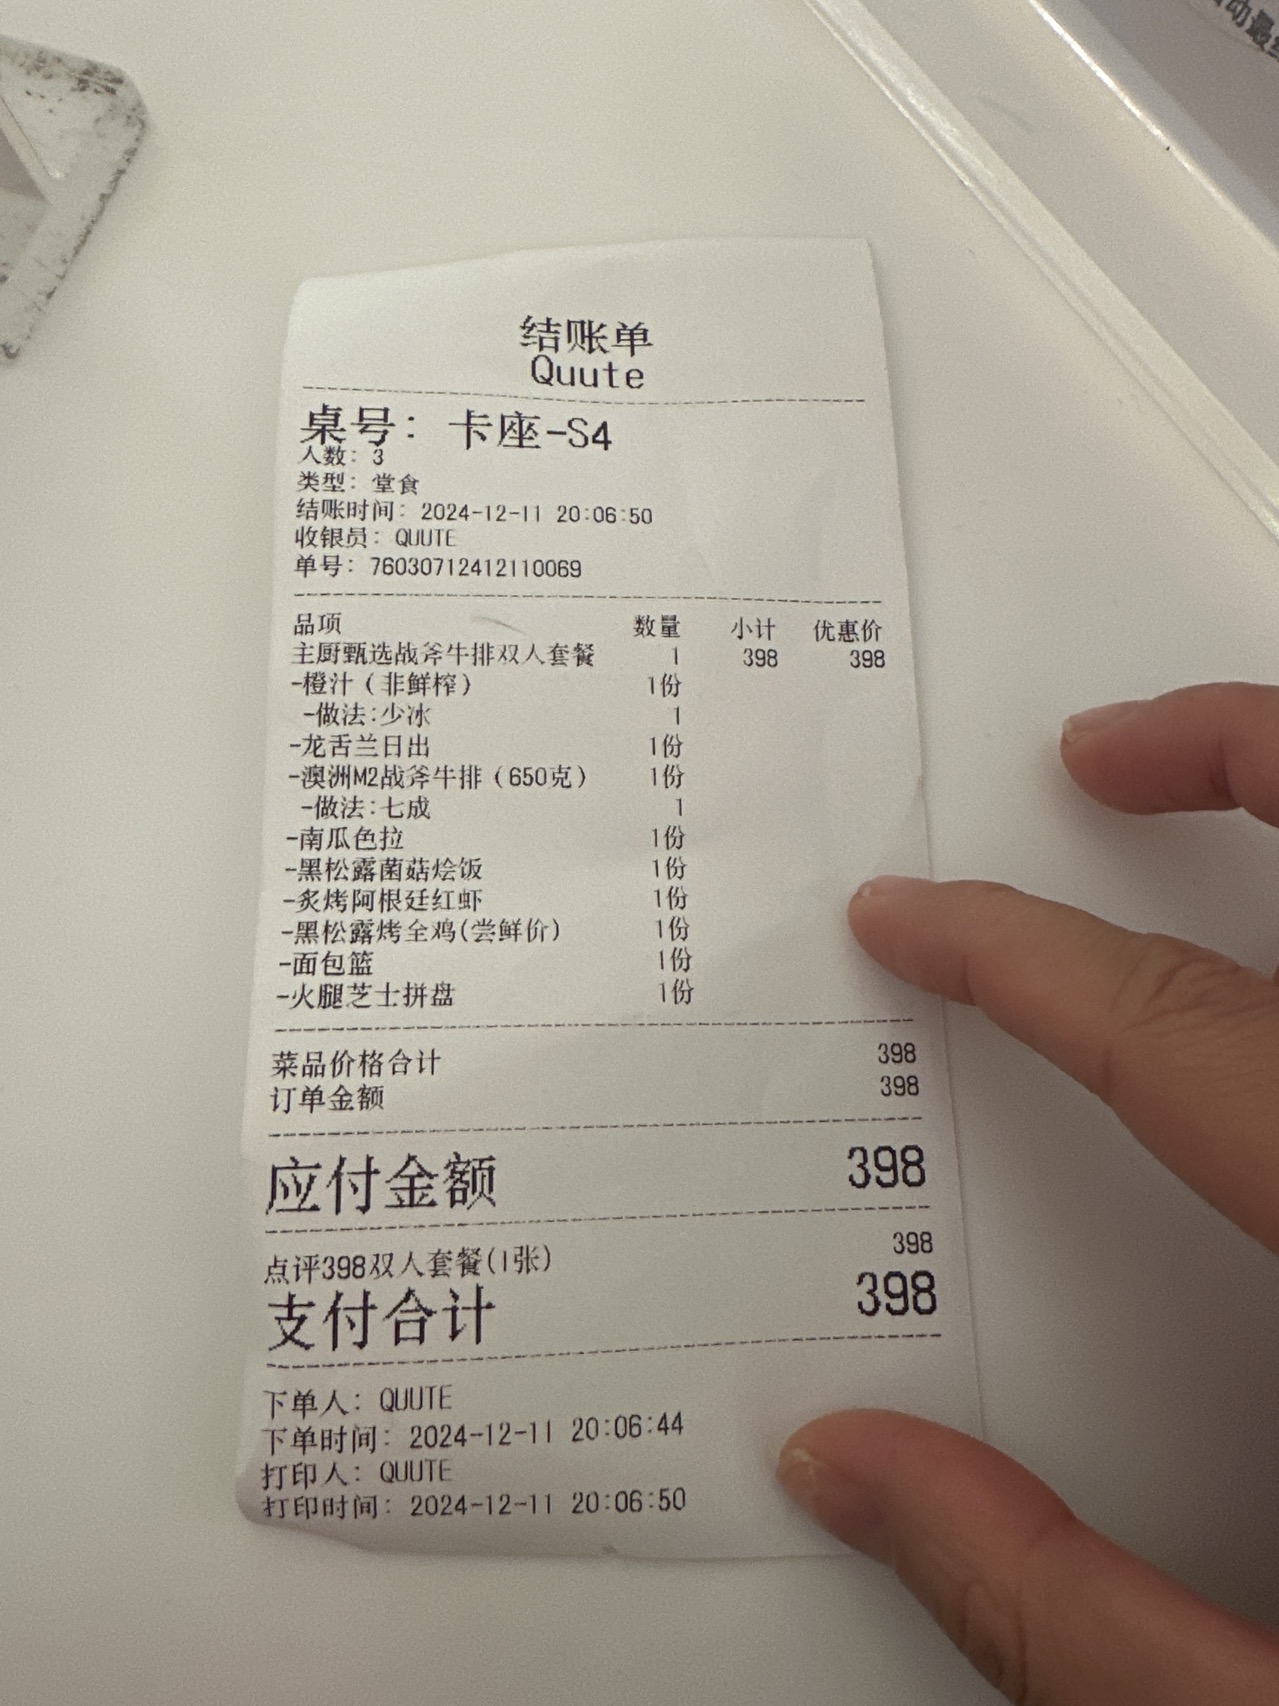 动最
结账单
Quute
桌号: 卡座-S4
人数: 3
类型: 堂食
结账时间: 2024-12-11 20:06:50
收银员: QUUTE
单号: 76030712412110069
品项 数量 小计 优惠价
主厨甄选战斧牛排双人套餐 1 398 398
-橙汁(非鲜榨) 1份
-做法:少冰 1
-龙舌兰日出 1份
-澳洲M2战斧牛排(650克) 1份
-做法:七成 1
-南瓜色拉 1份
-黑松露菌菇烩饭 1份
-炙烤阿根廷红虾 1份
-黑松露烤全鸡(尝鲜价) 1份
-面包篮 1份
-火腿芝士拼盘 1份
菜品价格合计 398
订单金额 398
应付金额 398
点评398双人套餐(1张) 398
支付合计 398
下单人: QUUTE
下单时间: 2024-12-11 20:06:44
打印人: QUUTE
打印时间: 2024-12-11 20:06:50